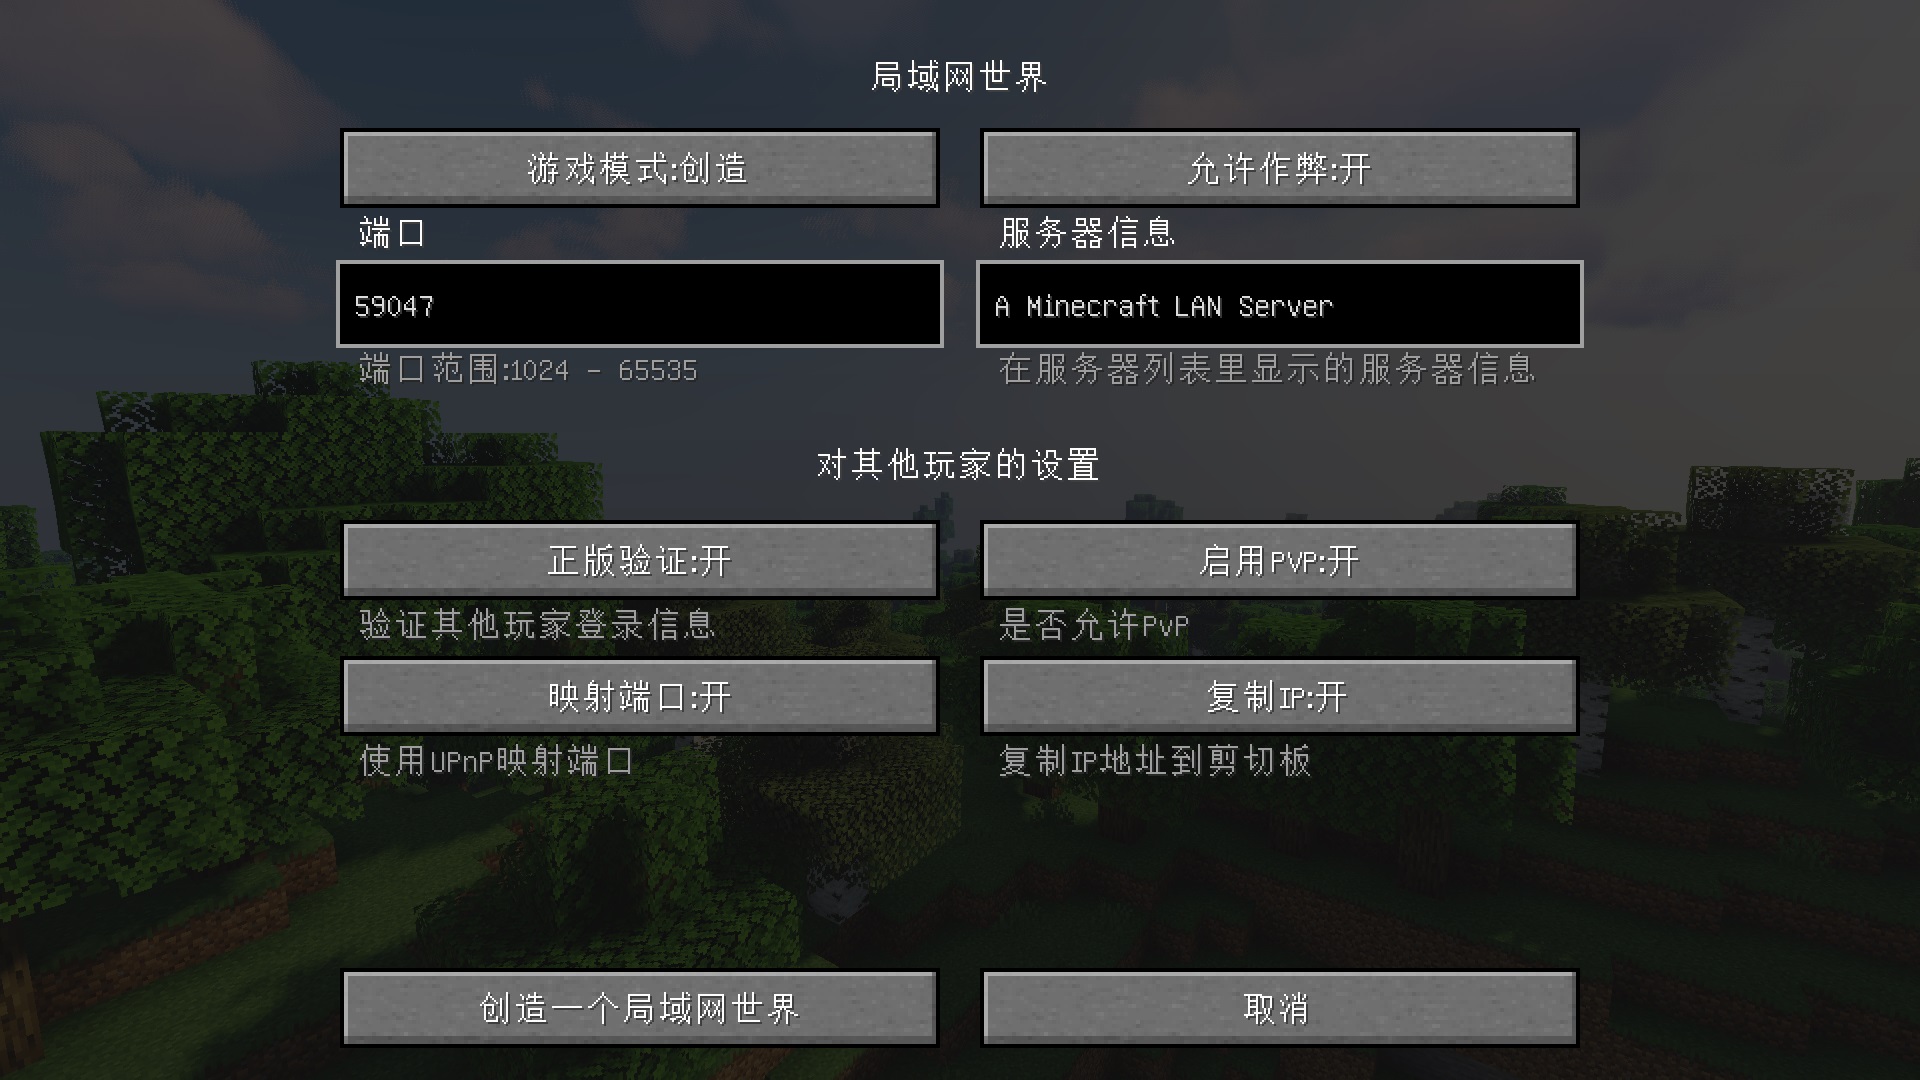 局域网世界
游戏模式:创造
允许作弊:开
端口
服务器信息
59047
A Minecraft LAN Server
端口范围:1024 - 65535
在服务器列表里显示的服务器信息
对其他玩家的设置
正版验证:开
启用PVP:开
验证其他玩家登录信息
是否允许PvP
映射端口:开
复制IP:开
使用UPnP映射端口
复制IP地址到剪切板
创造一个局域网世界
取消